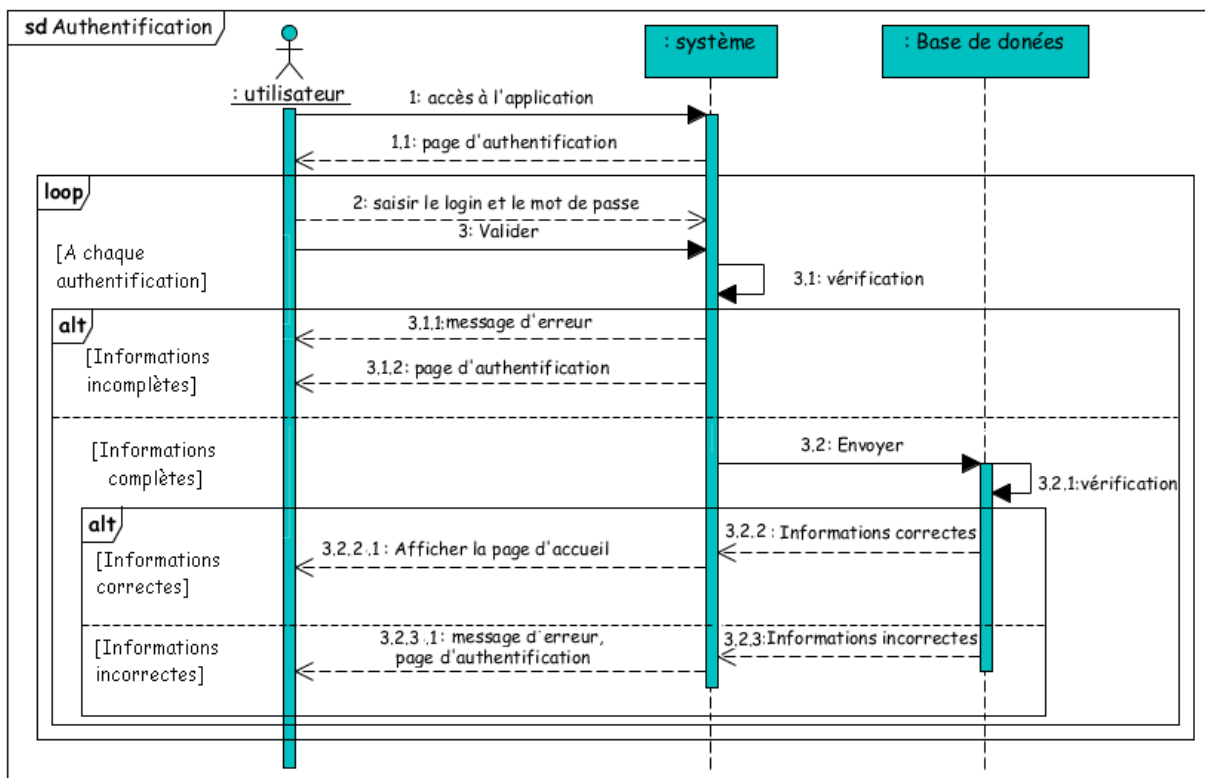 sd Authentification
: utilisateur
: système
: Base de donées
1: accès à l'application
1.1: page d'authentification
loop
2: saisir le login et le mot de passe
3: Valider
[A chaque
authentification]
3.1: vérification
alt
3.1.1:message d'erreur
[Informations
incomplètes]
3.1.2: page d'authentification
[Informations
complètes]
3.2: Envoyer
3.2.1:vérification
alt
3.2.2 : Informations correctes
3.2.2.1 : Afficher la page d'accueil
[Informations
correctes]
3.2.3:Informations incorrectes
3.2.3.1: message d'erreur,
page d'authentification
[Informations
incorrectes]